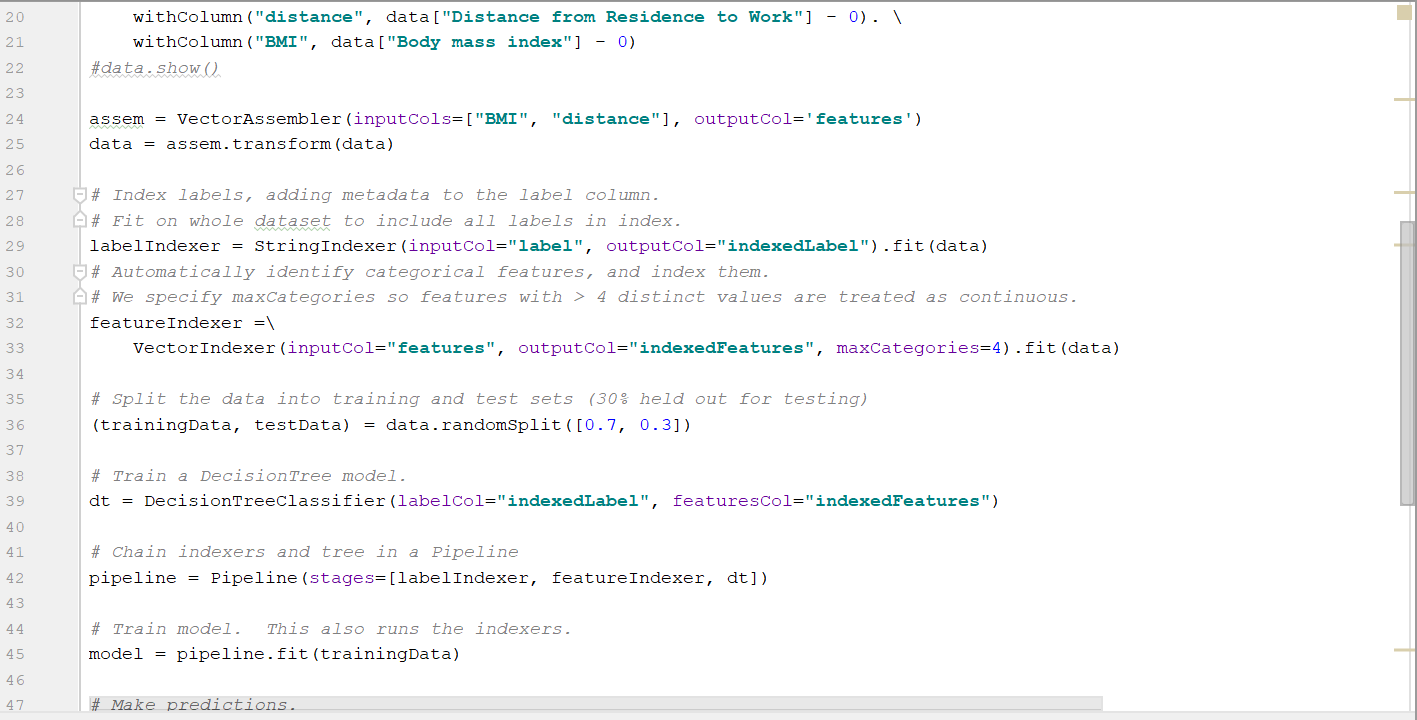 20 withColumn("distance", data["Distance from Residence to Work"] - 0). \
21 withColumn("BMI", data["Body mass index"] - 0)
22 #data.show()
23
24 assem = VectorAssembler(inputCols=["BMI", "distance"], outputCol='features')
25 data = assem.transform(data)
26
27 # Index labels, adding metadata to the label column.
28 # Fit on whole dataset to include all labels in index.
29 labelIndexer = StringIndexer(inputCol="label", outputCol="indexedLabel").fit(data)
30 # Automatically identify categorical features, and index them.
31 # We specify maxCategories so features with > 4 distinct values are treated as continuous.
32 featureIndexer =\
33 VectorIndexer(inputCol="features", outputCol="indexedFeatures", maxCategories=4).fit(data)
34
35 # Split the data into training and test sets (30% held out for testing)
36 (trainingData, testData) = data.randomSplit([0.7, 0.3])
37
38 # Train a DecisionTree model.
39 dt = DecisionTreeClassifier(labelCol="indexedLabel", featuresCol="indexedFeatures")
40
41 # Chain indexers and tree in a Pipeline
42 pipeline = Pipeline(stages=[labelIndexer, featureIndexer, dt])
43
44 # Train model.  This also runs the indexers.
45 model = pipeline.fit(trainingData)
46
47 # Make predictions.